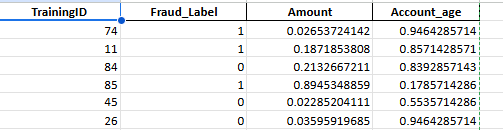 TrainingID Fraud_Label Amount Account_age
74 1 0.02653724142 0.9464285714
11 1 0.1871853808 0.8571428571
84 0 0.2132667211 0.8392857143
85 1 0.8945348859 0.1785714286
45 0 0.02285204111 0.5535714286
26 0 0.03595919685 0.9464285714